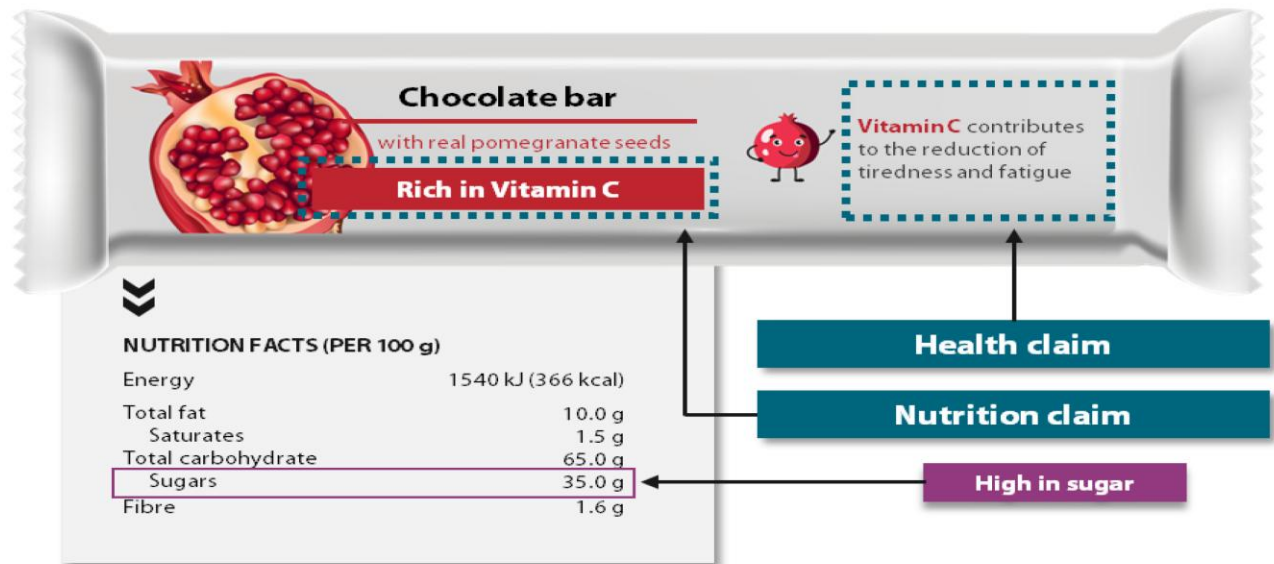 Chocolate bar
with real pomegranate seeds
Rich in Vitamin C
Vitamin C contributes
to the reduction of
tiredness and fatigue
NUTRITION FACTS (PER 100 g)
Energy 1540 kJ (366 kcal)
Total fat 10.0 g
Saturates 1.5 g
Total carbohydrate 65.0 g
Sugars 35.0 g
Fibre 1.6 g
Health claim
Nutrition claim
High in sugar